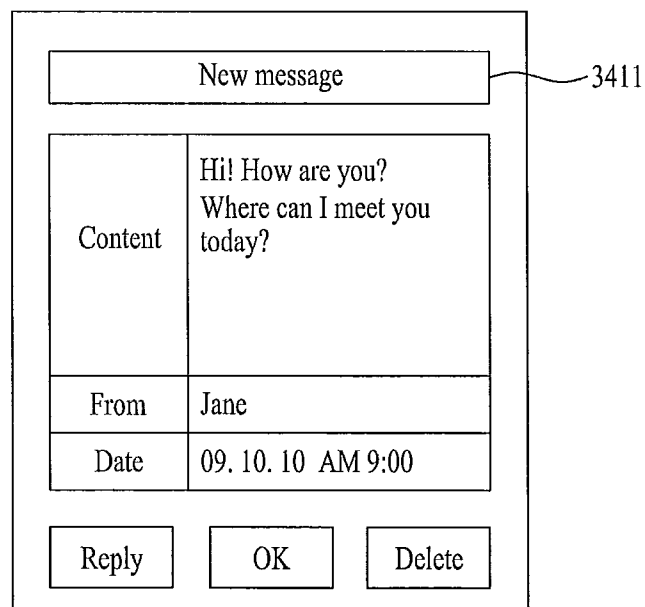 New message
3411
Content
Hi! How are you?
Where can I meet you
today?
From
Jane
Date
09. 10. 10 AM 9:00
Reply
OK
Delete